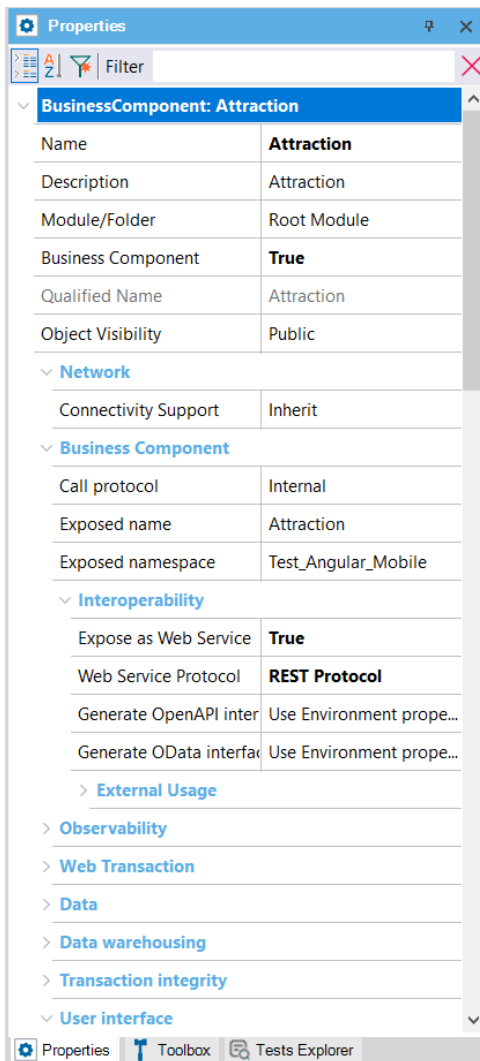 Properties
Filter
BusinessComponent: Attraction
Name Attraction
Description Attraction
Module/Folder Root Module
Business Component True
Qualified Name Attraction
Object Visibility Public
Network
Connectivity Support Inherit
Business Component
Call protocol Internal
Exposed name Attraction
Exposed namespace Test_Angular_Mobile
Interoperability
Expose as Web Service True
Web Service Protocol REST Protocol
Generate OpenAPI inter Use Environment prope...
Generate OData interfac Use Environment prope...
External Usage
Observability
Web Transaction
Data
Data warehousing
Transaction integrity
User interface
Properties Toolbox Tests Explorer